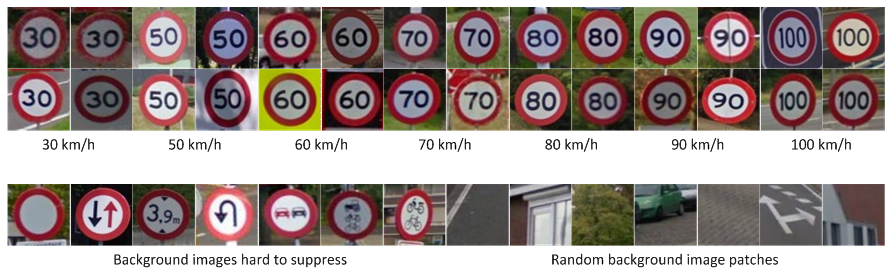 30 30 50 50 60 60 70 70 80 80 90 90 100 100
30 30 50 50 60 60 70 70 80 80 90 90 100 100
30 km/h 50 km/h 60 km/h 70 km/h 80 km/h 90 km/h 100 km/h
3,9m
Background images hard to suppress Random background image patches